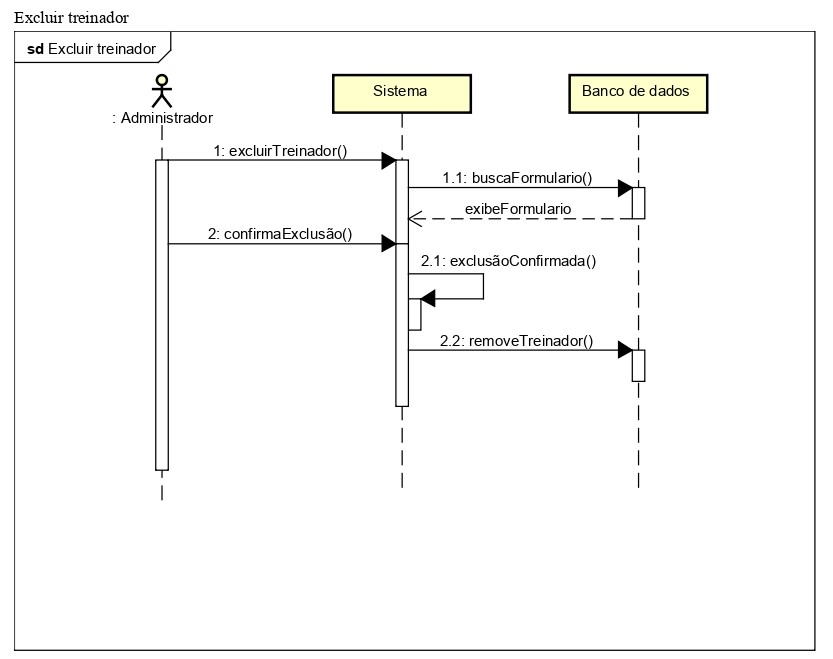 Excluir treinador
sd Excluir treinador
Sistema
Banco de dados
: Administrador
1: excluirTreinador()
1.1: buscaFormulario()
exibeFormulario
2: confirmaExclusão()
2.1: exclusãoConfirmada()
2.2: removeTreinador()